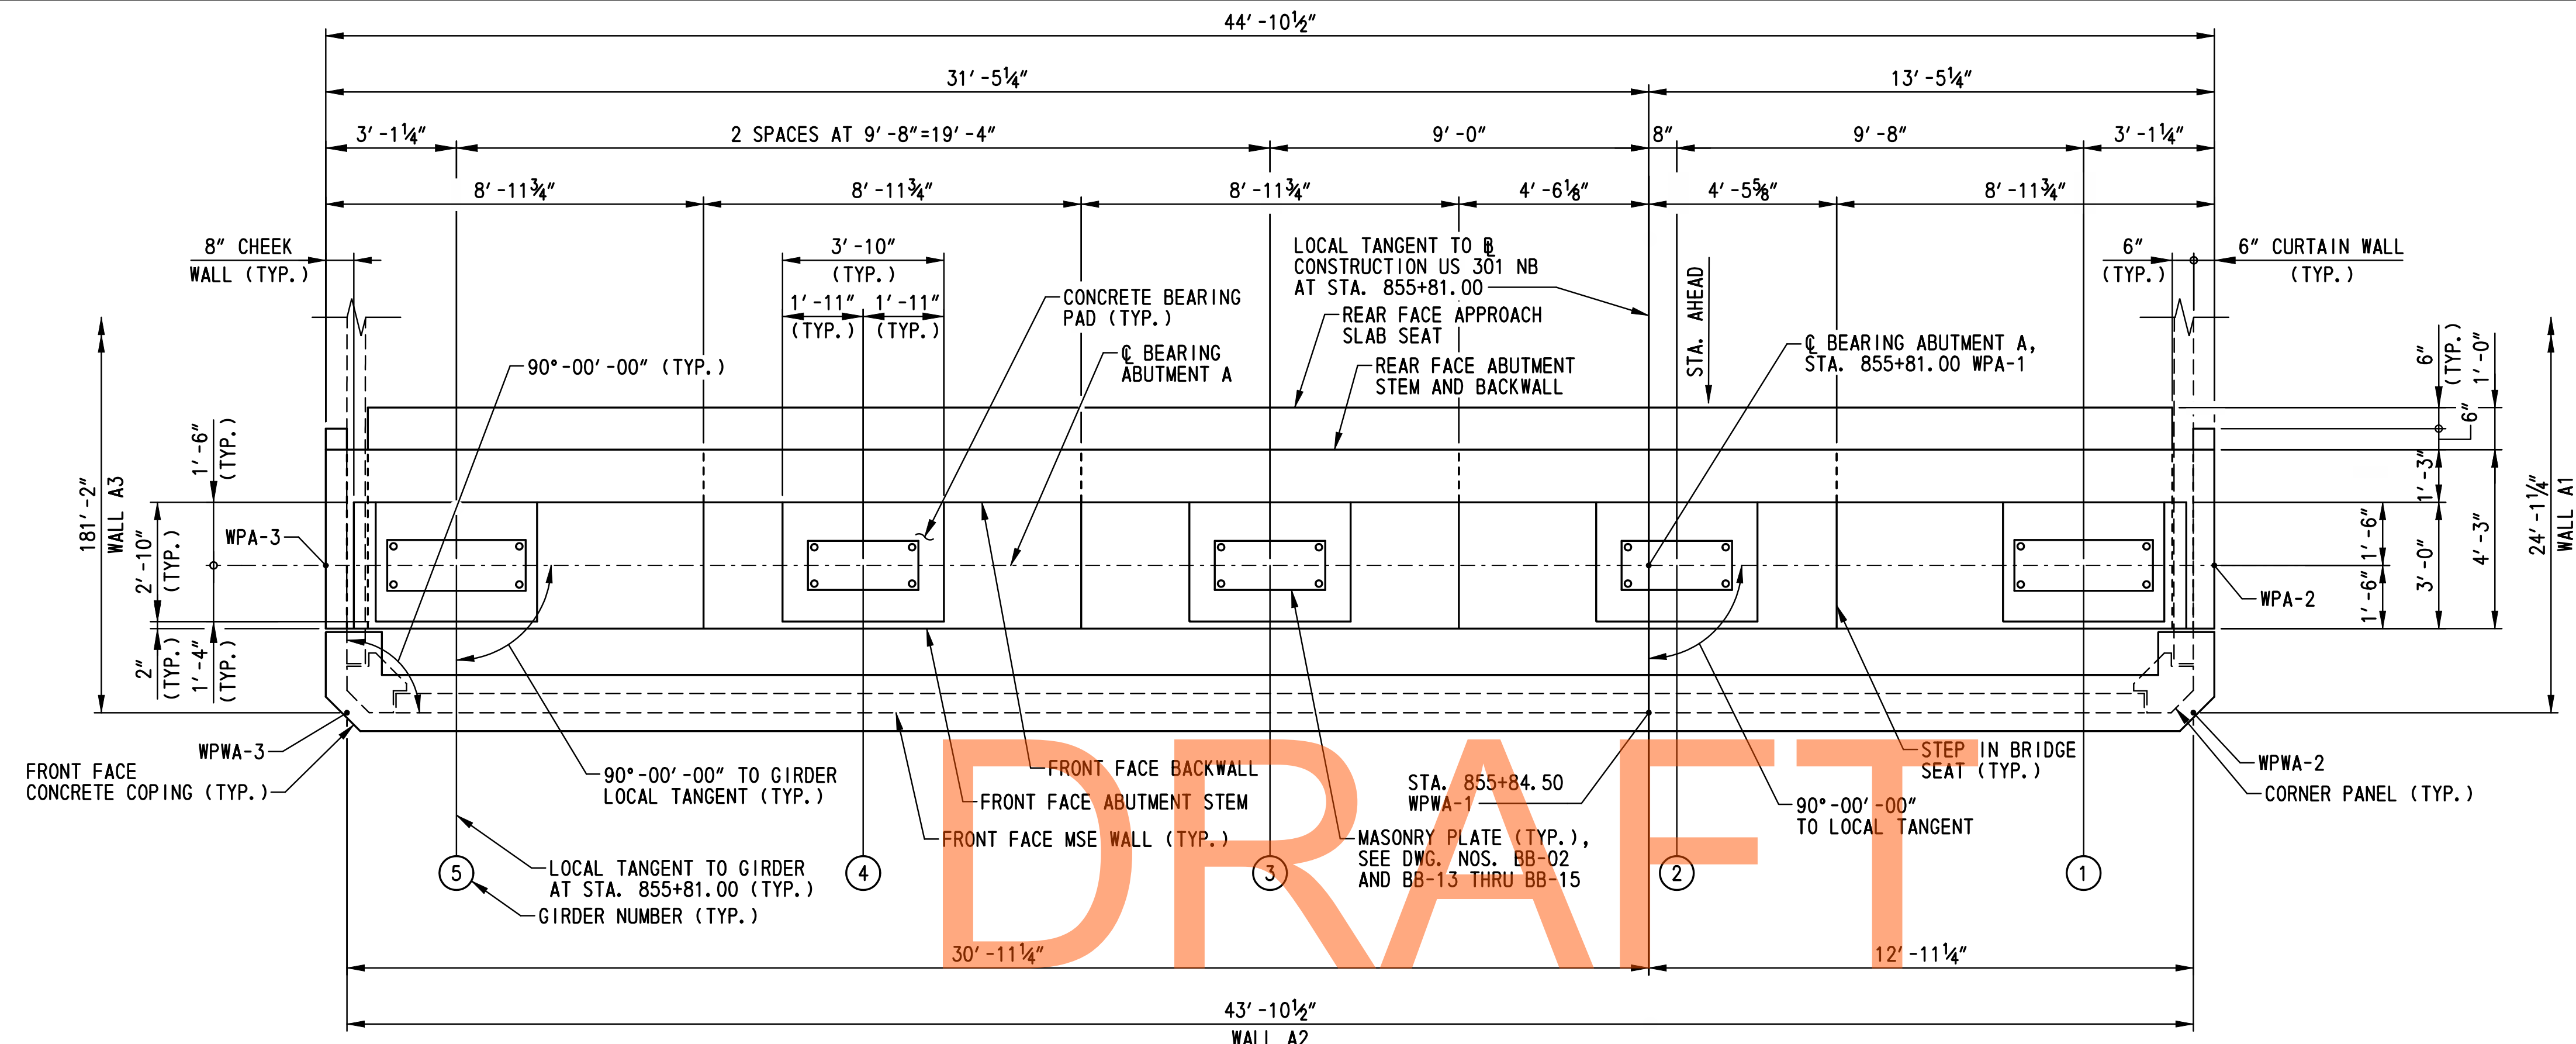 44'-10½"
31'-5¼"
13'-5¼"
3'-1¼"
2 SPACES AT 9'-8"=19'-4"
9'-0"
8"
9'-8"
3'-1¼"
8'-11¾"
8'-11¾"
8'-11¾"
4'-6⅛"
4'-5⅝"
8'-11¾"
8" CHEEK
WALL (TYP.)
3'-10"
(TYP.)
1'-11"
(TYP.)
1'-11"
(TYP.)
CONCRETE BEARING
PAD (TYP.)
℄ BEARING
ABUTMENT A
LOCAL TANGENT TO BL
CONSTRUCTION US 301 NB
AT STA. 855+81.00
REAR FACE APPROACH
SLAB SEAT
REAR FACE ABUTMENT
STEM AND BACKWALL
STA. AHEAD
℄ BEARING ABUTMENT A,
STA. 855+81.00 WPA-1
6"
(TYP.)
6" CURTAIN WALL
(TYP.)
90°-00'-00" (TYP.)
181'-2"
WALL A3
1'-6"
(TYP.)
2'-10"
(TYP.)
2"
(TYP.)
1'-4"
(TYP.)
WPA-3
6"
(TYP.)
1'-0"
6"
1'-3"
1'-6"
1'-6"
3'-0"
4'-3"
24'-1¼"
WALL A1
WPA-2
WPWA-3
FRONT FACE
CONCRETE COPING (TYP.)
90°-00'-00" TO GIRDER
LOCAL TANGENT (TYP.)
FRONT FACE BACKWALL
FRONT FACE ABUTMENT STEM
FRONT FACE MSE WALL (TYP.)
STA. 855+84.50
WPWA-1
MASONRY PLATE (TYP.),
SEE DWG. NOS. BB-02
AND BB-13 THRU BB-15
STEP IN BRIDGE
SEAT (TYP.)
90°-00'-00"
TO LOCAL TANGENT
WPWA-2
CORNER PANEL (TYP.)
5
4
3
2
1
LOCAL TANGENT TO GIRDER
AT STA. 855+81.00 (TYP.)
GIRDER NUMBER (TYP.)
DRAFT
30'-11¼"
12'-11¼"
43'-10½"
WALL A2